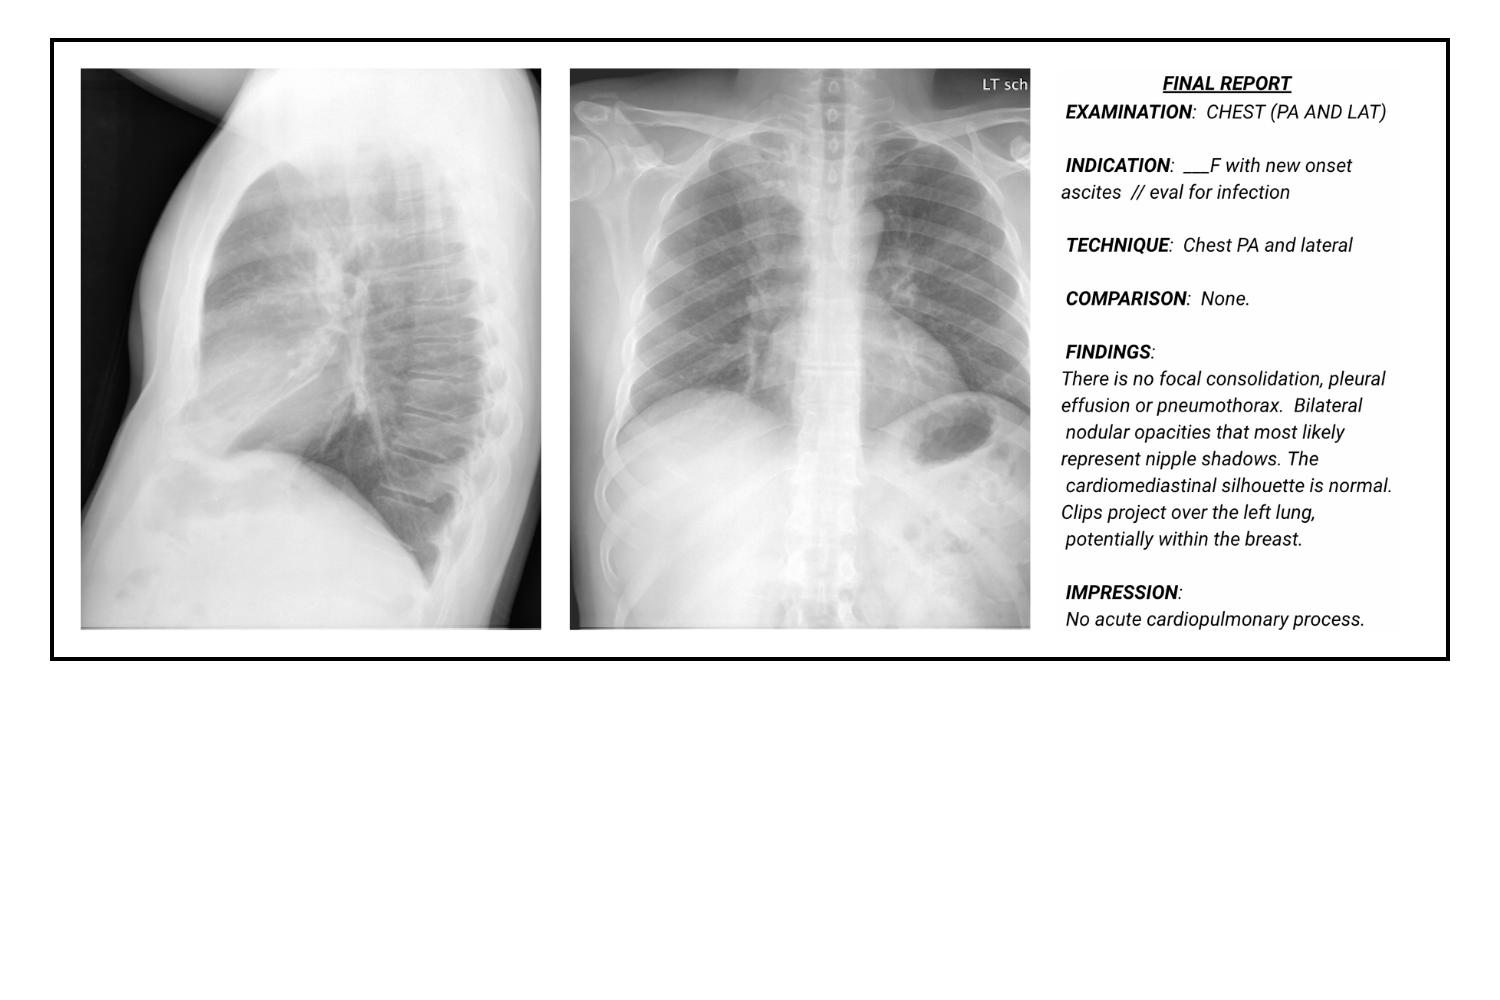 LT sch
FINAL REPORT
EXAMINATION: CHEST (PA AND LAT)
INDICATION: ___F with new onset
ascites // eval for infection
TECHNIQUE: Chest PA and lateral
COMPARISON: None.
FINDINGS:
There is no focal consolidation, pleural
effusion or pneumothorax. Bilateral
nodular opacities that most likely
represent nipple shadows. The
cardiomediastinal silhouette is normal.
Clips project over the left lung,
potentially within the breast.
IMPRESSION:
No acute cardiopulmonary process.